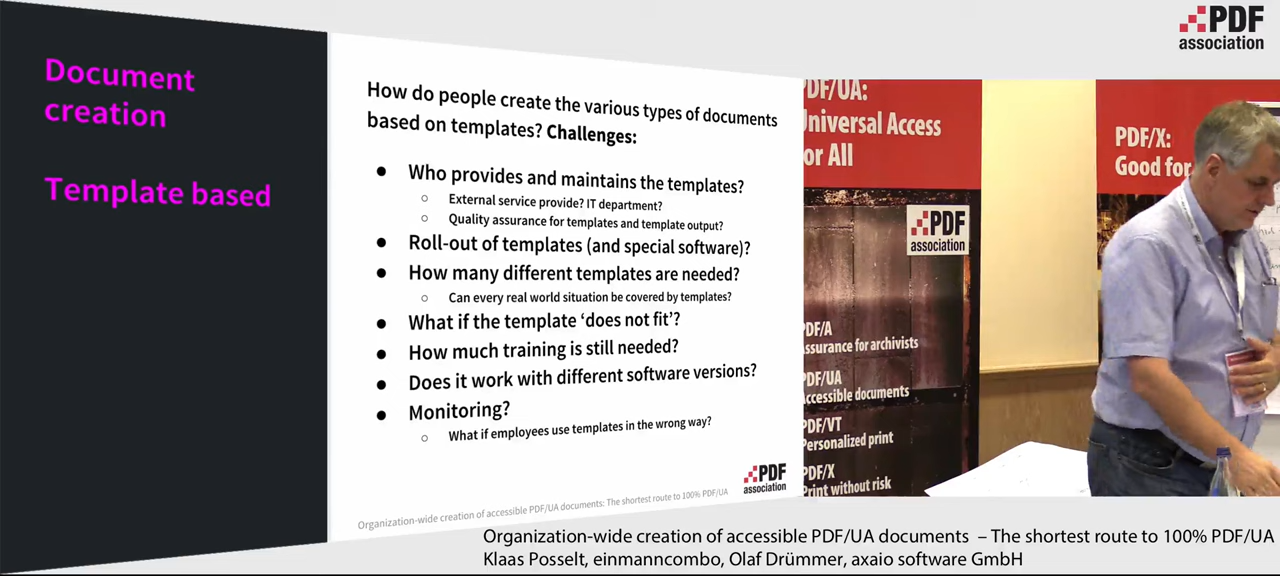 Document
creation
Template based
How do people create the various types of documents
based on templates? Challenges:
● Who provides and maintains the templates?
○ External service provide? IT department?
○ Quality assurance for templates and template output?
● Roll-out of templates (and special software)?
● How many different templates are needed?
○ Can every real world situation be covered by templates?
● What if the template ‘does not fit’?
● How much training is still needed?
● Does it work with different software versions?
● Monitoring?
○ What if employees use templates in the wrong way?
PDF
association
Organization-wide creation of accessible PDF/UA documents: The shortest route to 100% PDF/UA
PDF
association
PDF/UA:
Universal Access
or All
PDF
association
PDF/A
ssurance for archivists
PDF/UA
ccessible documents
PDF/VT
Personalized print
PDF/X
Print without risk
PDF/X:
Good for
Organization-wide creation of accessible PDF/UA documents – The shortest route to 100% PDF/UA
Klaas Posselt, einmanncombo, Olaf Drümmer, axaio software GmbH